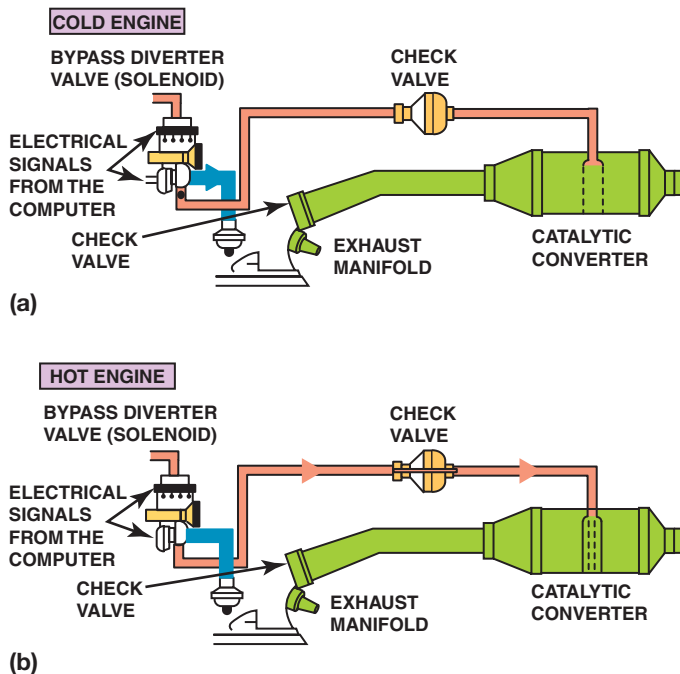 COLD ENGINE
BYPASS DIVERTER
VALVE (SOLENOID)
CHECK
VALVE
ELECTRICAL
SIGNALS
FROM THE
COMPUTER
CHECK
VALVE
EXHAUST
MANIFOLD
CATALYTIC
CONVERTER
(a)
HOT ENGINE
BYPASS DIVERTER
VALVE (SOLENOID)
CHECK
VALVE
ELECTRICAL
SIGNALS
FROM THE
COMPUTER
CHECK
VALVE
EXHAUST
MANIFOLD
CATALYTIC
CONVERTER
(b)